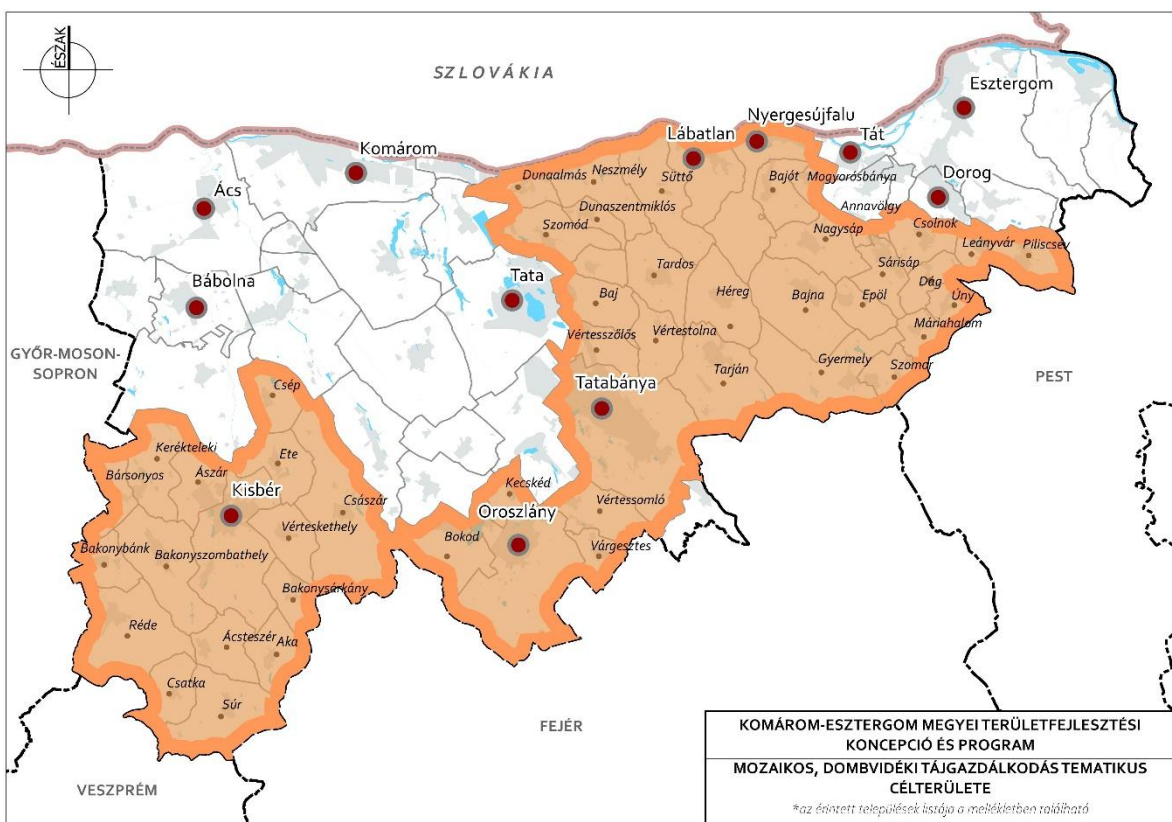 ÉSZAK
SZLOVÁKIA
Esztergom
Nyergesújfalu
Lábatlan
Tát
Komárom
Mogyorósbánya
Dorog
Dunaalmás
Neszmély
Süttő
Bajót
Ács
Annavölgy
Dunaszentmiklós
Szomód
Nagysáp
Csolnok
Leányvár
Piliscsév
Tardos
Sárisáp
Bábolna
Tata
Baj
Héreg
Bajna
Epöl
Dág
Úny
Vértesszőlős
Vértestolna
Máriahalom
GYŐR-MOSON-
SOPRON
Tarján
Gyermely
Szomor
PEST
Csép
Tatabánya
Kerékteleki
Ete
Bársonyos
Ászár
Kisbér
Császár
Kecskéd
Oroszlány
Vértessomló
Vérteskethely
Bokod
Várgesztes
Bakonybánk
Bakonyszombathely
Bakonysárkány
Réde
Ácsteszér
Aka
Csatka
Súr
FEJÉR
VESZPRÉM
KOMÁROM-ESZTERGOM MEGYEI TERÜLETFEJLESZTÉSI
KONCEPCIÓ ÉS PROGRAM
MOZAIKOS, DOMBVIDÉKI TÁJGAZDÁLKODÁS TEMATIKUS
CÉLTERÜLETE
*az érintett települések listája a mellékletben található